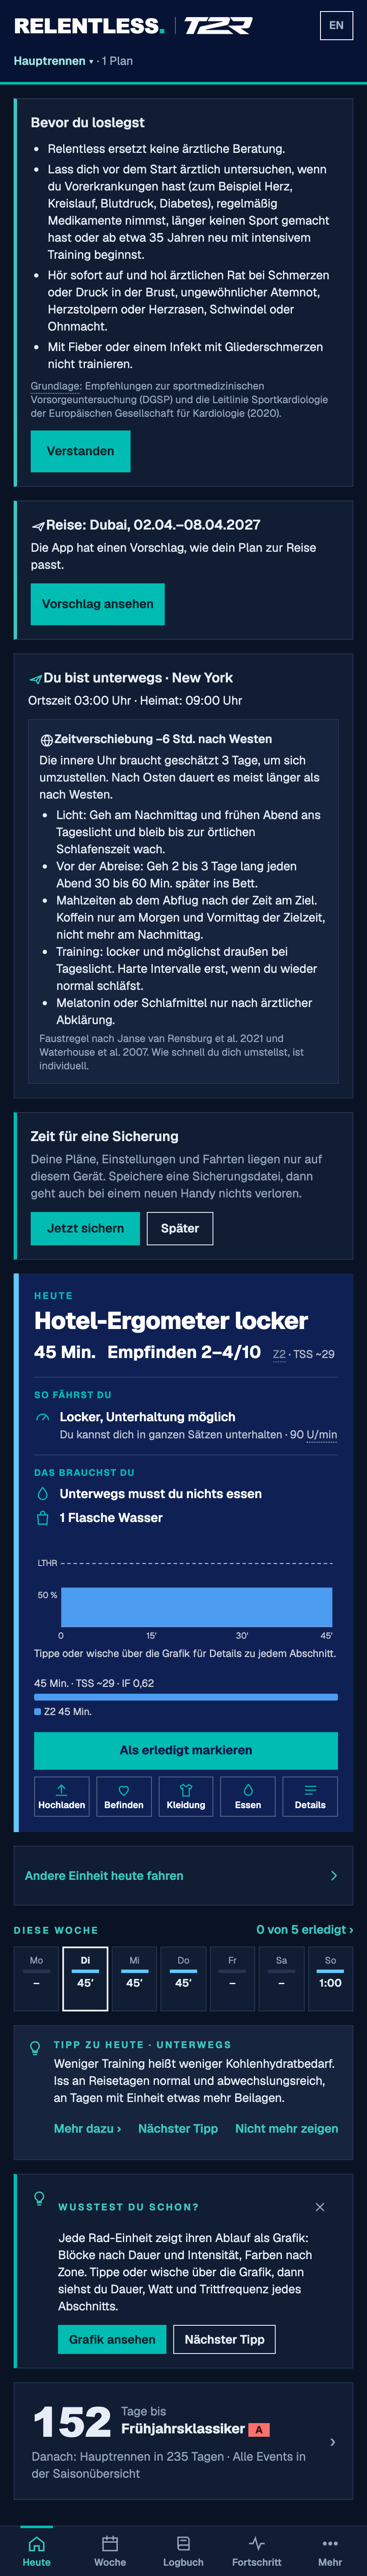 RELENTLESS. T2R EN
Hauptrennen ▾ · 1 Plan
Bevor du loslegst
• Relentless ersetzt keine ärztliche Beratung.
• Lass dich vor dem Start ärztlich untersuchen, wenn
du Vorerkrankungen hast (zum Beispiel Herz,
Kreislauf, Blutdruck, Diabetes), regelmäßig
Medikamente nimmst, länger keinen Sport gemacht
hast oder ab etwa 35 Jahren neu mit intensivem
Training beginnst.
• Hör sofort auf und hol ärztlichen Rat bei Schmerzen
oder Druck in der Brust, ungewöhnlicher Atemnot,
Herzstolpern oder Herzrasen, Schwindel oder
Ohnmacht.
• Mit Fieber oder einem Infekt mit Gliederschmerzen
nicht trainieren.
Grundlage: Empfehlungen zur sportmedizinischen
Vorsorgeuntersuchung (DGSP) und die Leitlinie Sportkardiologie
der Europäischen Gesellschaft für Kardiologie (2020).
Verstanden
Reise: Dubai, 02.04.–08.04.2027
Die App hat einen Vorschlag, wie dein Plan zur Reise
passt.
Vorschlag ansehen
Du bist unterwegs · New York
Ortszeit 03:00 Uhr · Heimat: 09:00 Uhr
Zeitverschiebung −6 Std. nach Westen
Die innere Uhr braucht geschätzt 3 Tage, um sich
umzustellen. Nach Osten dauert es meist länger als
nach Westen.
• Licht: Geh am Nachmittag und frühen Abend ans
Tageslicht und bleib bis zur örtlichen
Schlafenszeit wach.
• Vor der Abreise: Geh 2 bis 3 Tage lang jeden
Abend 30 bis 60 Min. später ins Bett.
• Mahlzeiten ab dem Abflug nach der Zeit am Ziel.
Koffein nur am Morgen und Vormittag der Zielzeit,
nicht mehr am Nachmittag.
• Training: locker und möglichst draußen bei
Tageslicht. Harte Intervalle erst, wenn du wieder
normal schläfst.
• Melatonin oder Schlafmittel nur nach ärztlicher
Abklärung.
Faustregel nach Janse van Rensburg et al. 2021 und
Waterhouse et al. 2007. Wie schnell du dich umstellst, ist
individuell.
Zeit für eine Sicherung
Deine Pläne, Einstellungen und Fahrten liegen nur auf
diesem Gerät. Speichere eine Sicherungsdatei, dann
geht auch bei einem neuen Handy nichts verloren.
Jetzt sichern Später
HEUTE
Hotel-Ergometer locker
45 Min. Empfinden 2–4/10 Z2 · TSS ~29
SO FÄHRST DU
Locker, Unterhaltung möglich
Du kannst dich in ganzen Sätzen unterhalten · 90 U/min
DAS BRAUCHST DU
Unterwegs musst du nichts essen
1 Flasche Wasser
LTHR
50 %
0 15' 30' 45'
Tippe oder wische über die Grafik für Details zu jedem Abschnitt.
45 Min. · TSS ~29 · IF 0,62
Z2 45 Min.
Als erledigt markieren
Hochladen Befinden Kleidung Essen Details
Andere Einheit heute fahren ›
DIESE WOCHE 0 von 5 erledigt ›
Mo Di Mi Do Fr Sa So
– 45' 45' 45' – – 1:00
TIPP ZU HEUTE · UNTERWEGS
Weniger Training heißt weniger Kohlenhydratbedarf.
Iss an Reisetagen normal und abwechslungsreich,
an Tagen mit Einheit etwas mehr Beilagen.
Mehr dazu › Nächster Tipp Nicht mehr zeigen
WUSSTEST DU SCHON?
Jede Rad-Einheit zeigt ihren Ablauf als Grafik:
Blöcke nach Dauer und Intensität, Farben nach
Zone. Tippe oder wische über die Grafik, dann
siehst du Dauer, Watt und Trittfrequenz jedes
Abschnitts.
Grafik ansehen Nächster Tipp
152 Tage bis
Frühjahrsklassiker A
Danach: Hauptrennen in 235 Tagen · Alle Events in
der Saisonübersicht
Heute Woche Logbuch Fortschritt Mehr